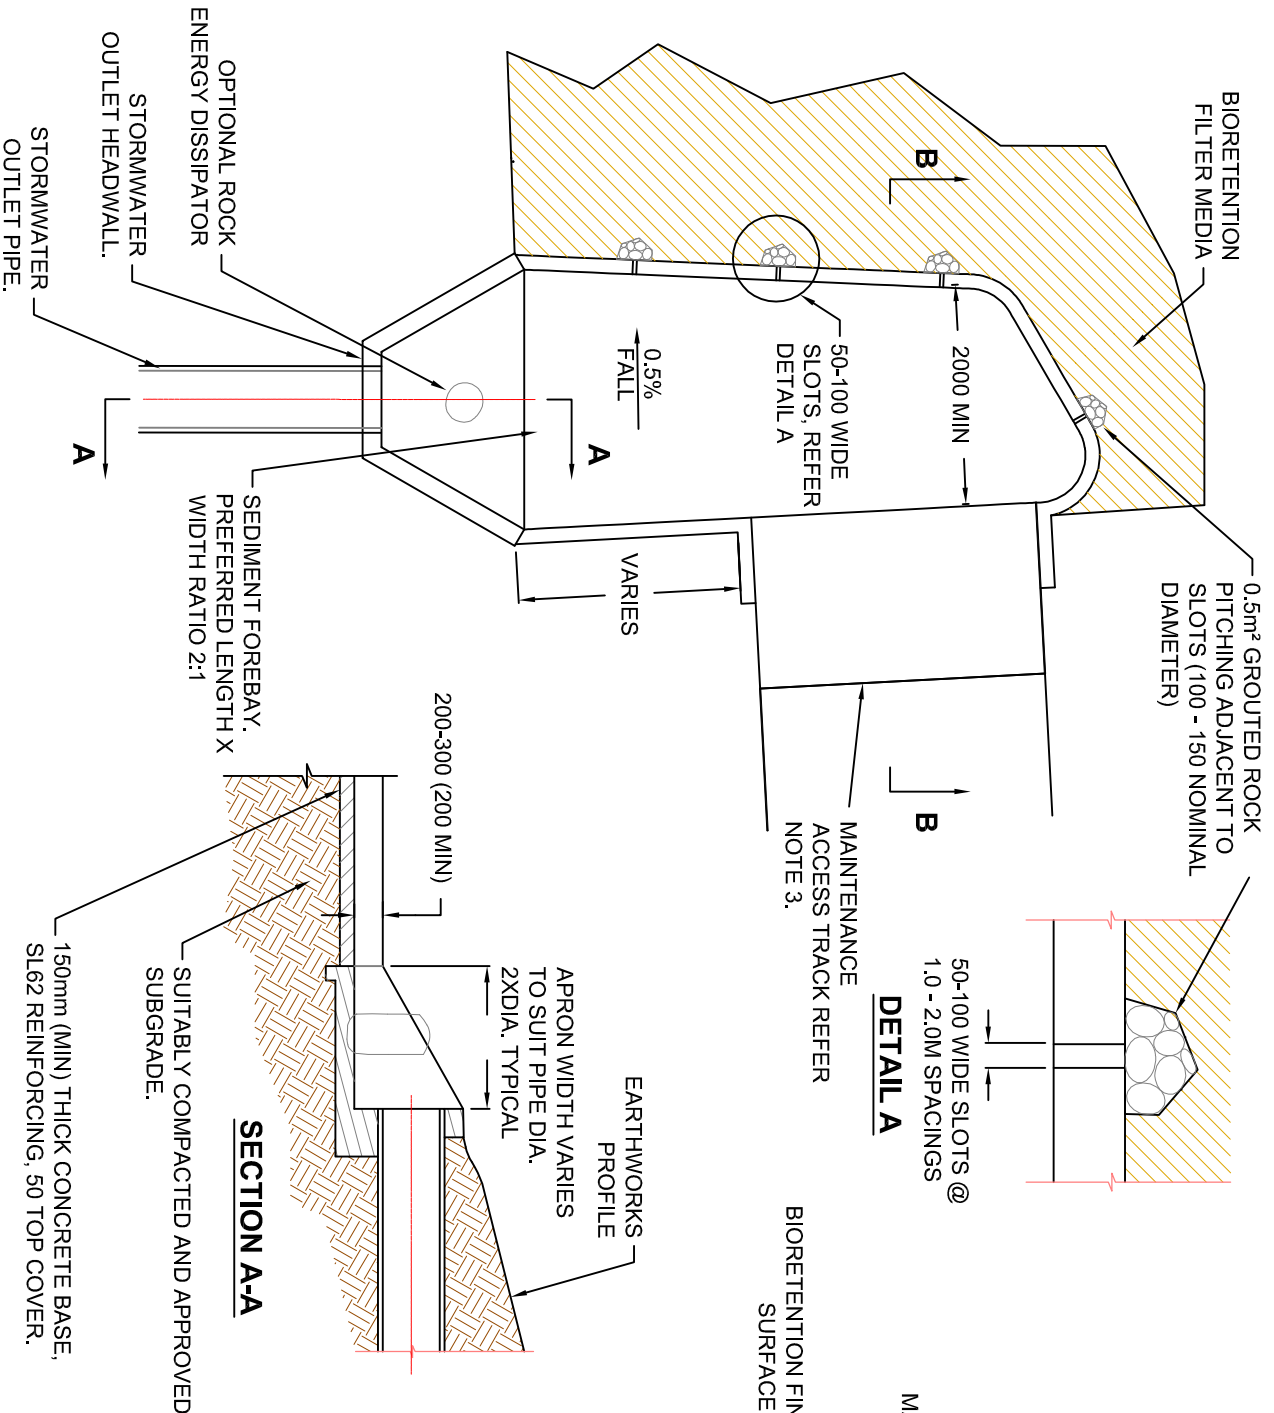 BIORETENTION
FILTER MEDIA
0.5m² GROUTED ROCK
PITCHING ADJACENT TO
SLOTS (100 - 150 NOMINAL
DIAMETER)
B
B
2000 MIN
50-100 WIDE
SLOTS, REFER
DETAIL A
0.5%
FALL
VARIES
MAINTENANCE
ACCESS TRACK REFER
NOTE 3.
OPTIONAL ROCK
ENERGY DISSIPATOR
STORMWATER
OUTLET HEADWALL.
STORMWATER
OUTLET PIPE.
A
A
SEDIMENT FOREBAY.
PREFERRED LENGTH X
WIDTH RATIO 2:1
50-100 WIDE SLOTS @
1.0 - 2.0M SPACINGS
DETAIL A
200-300 (200 MIN)
APRON WIDTH VARIES
TO SUIT PIPE DIA.
2XDIA. TYPICAL
EARTHWORKS
PROFILE
SUITABLY COMPACTED AND APPROVED
SUBGRADE.
150mm (MIN) THICK CONCRETE BASE,
SL62 REINFORCING, 50 TOP COVER.
SECTION A-A
BIORETENTION FIN
SURFACE
M